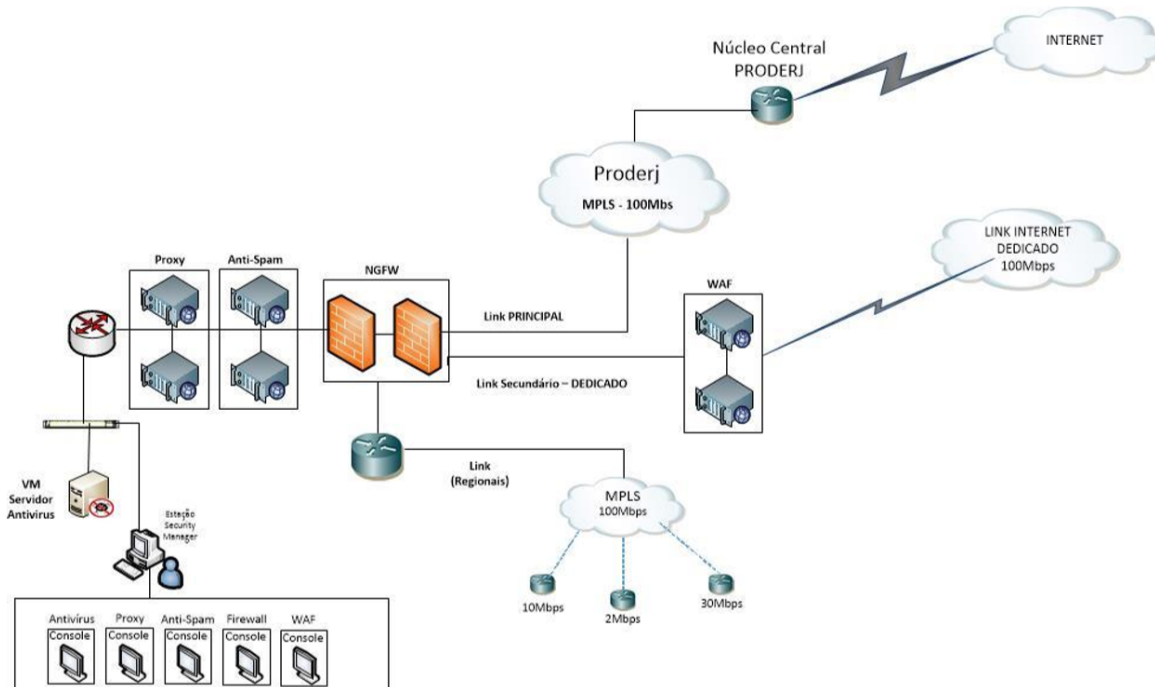 Núcleo Central
PRODERJ
INTERNET
Proderj
MPLS - 100Mbs
LINK INTERNET
DEDICADO
100Mbps
Proxy
Anti-Spam
NGFW
WAF
Link PRINCIPAL
Link Secundário – DEDICADO
Link
(Regionais)
MPLS
100Mbps
VM
Servidor
Antivirus
Estação
Security
Manager
10Mbps
2Mbps
30Mbps
Antivírus
Proxy
Anti-Spam
Firewall
WAF
Console
Console
Console
Console
Console